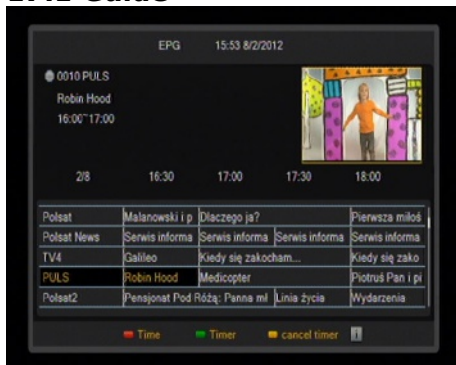 EPG 15:53 8/2/2012
0010 PULS
Robin Hood
16:00~17:00
2/8 16:30 17:00 17:30 18:00
Polsat Malanowski i p Dlaczego ja? Pierwsza miłoś
Polsat News Serwis informa Serwis informa Serwis informa Serwis informa
TV4 Galileo Kiedy się zakocham... Kiedy się zako
PULS Robin Hood Medicopter Piotruś Pan i pi
Polsat2 Pensjonat Pod Różą: Panna mł Linia życia Wydarzenia
Time Timer cancel timer i